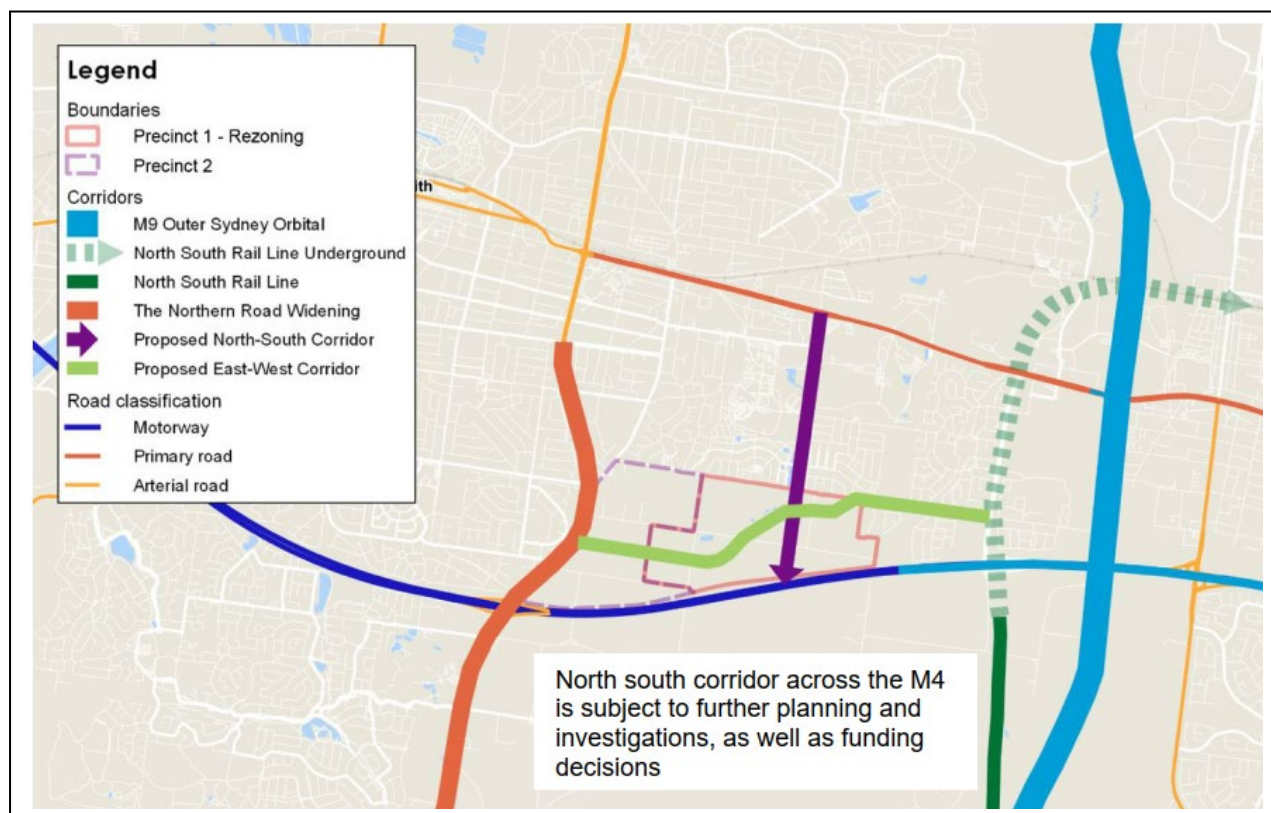 Legend
Boundaries
Precinct 1 - Rezoning
Precinct 2
Corridors
M9 Outer Sydney Orbital
North South Rail Line Underground
North South Rail Line
The Northern Road Widening
Proposed North-South Corridor
Proposed East-West Corridor
Road classification
Motorway
Primary road
Arterial road
ith
North south corridor across the M4
is subject to further planning and
investigations, as well as funding
decisions